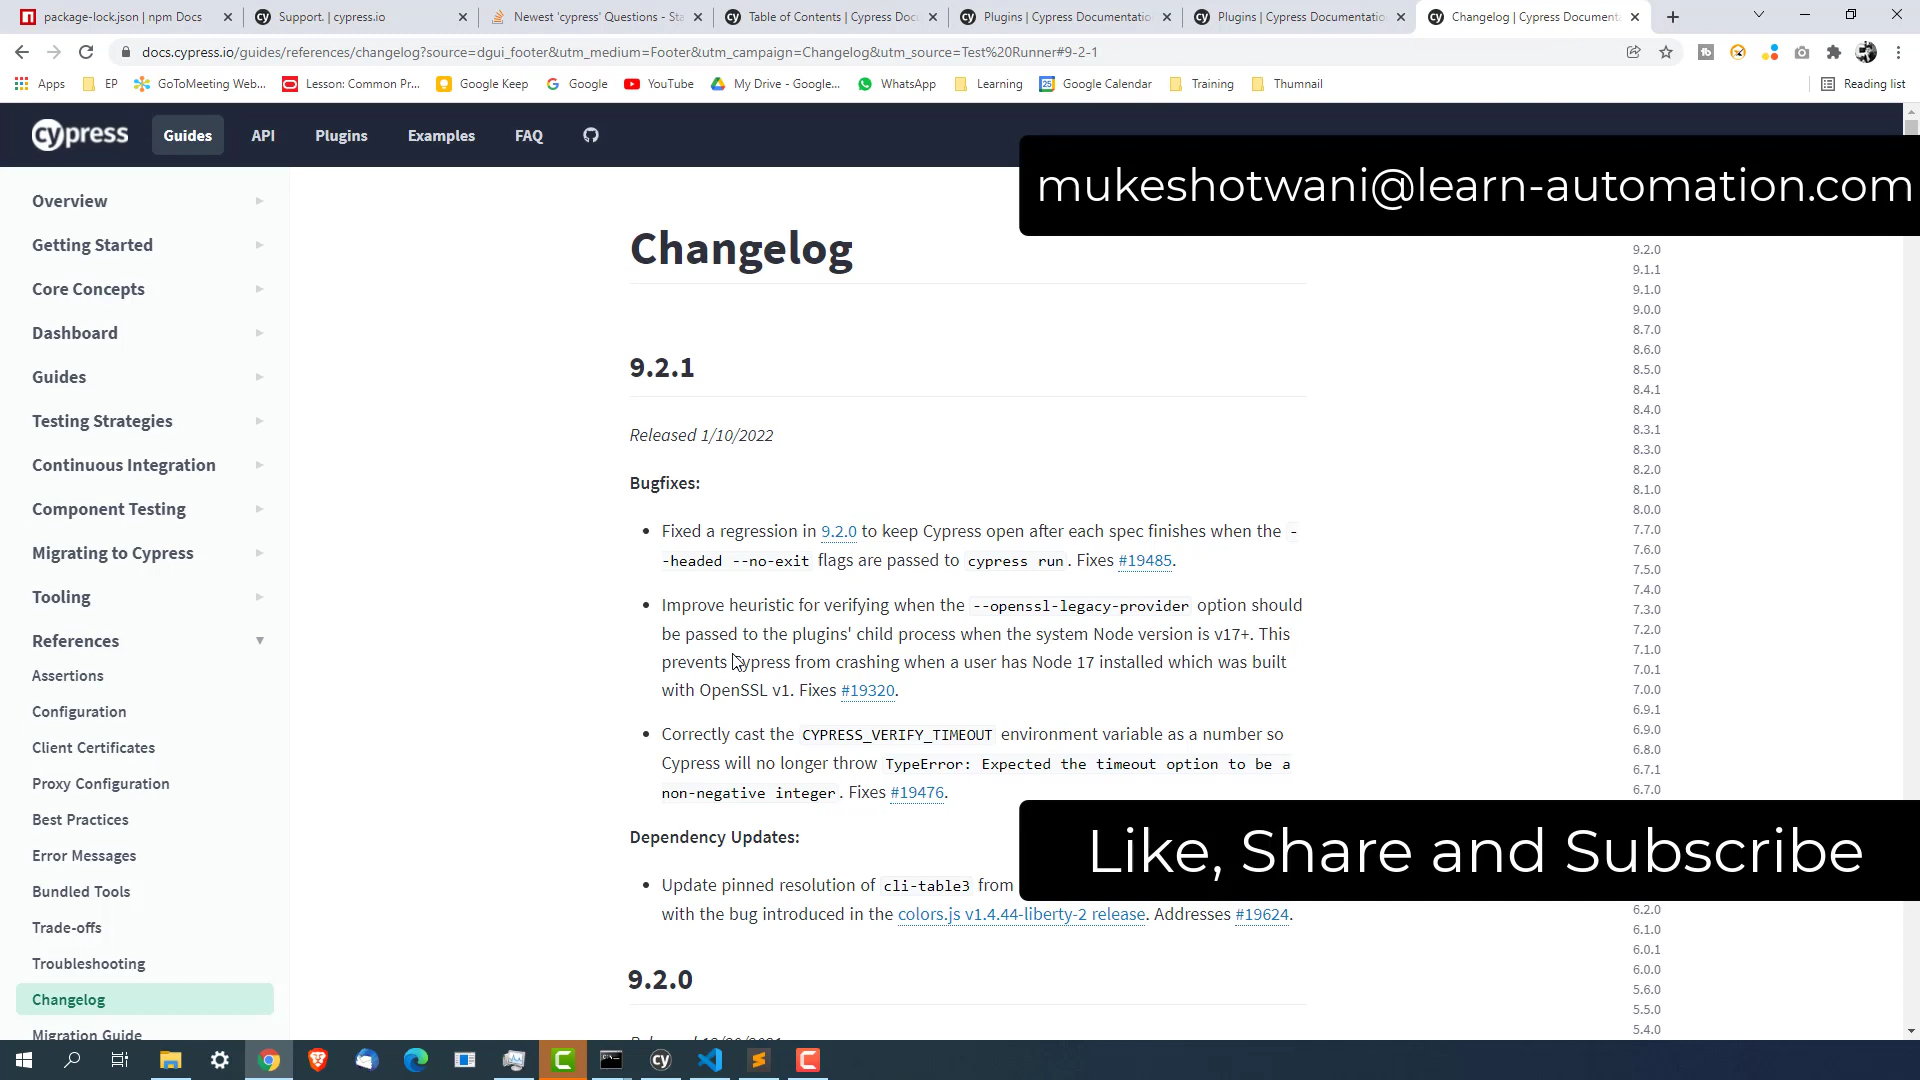 package-lock.json | npm Docs
Support. | cypress.io
Newest 'cypress' Questions - Sta
Table of Contents | Cypress Doc
Plugins | Cypress Documentatio
Plugins | Cypress Documentatio
Changelog | Cypress Documenta
docs.cypress.io/guides/references/changelog?source=dgui_footer&utm_medium=Footer&utm_campaign=Changelog&utm_source=Test%20Runner#9-2-1
Apps
EP
GoToMeeting Web...
Lesson: Common Pr...
Google Keep
Google
YouTube
My Drive - Google...
WhatsApp
Learning
Google Calendar
Training
Thumnail
Reading list
cypress
Guides
API
Plugins
Examples
FAQ
mukeshotwani@learn-automation.com
Overview
Getting Started
Core Concepts
Dashboard
Guides
Testing Strategies
Continuous Integration
Component Testing
Migrating to Cypress
Tooling
References
Assertions
Configuration
Client Certificates
Proxy Configuration
Best Practices
Error Messages
Bundled Tools
Trade-offs
Troubleshooting
Changelog
Migration Guide
Changelog
9.2.1
Released 1/10/2022
Bugfixes:
Fixed a regression in 9.2.0 to keep Cypress open after each spec finishes when the -
-headed --no-exit flags are passed to cypress run. Fixes #19485.
Improve heuristic for verifying when the --openssl-legacy-provider option should
be passed to the plugins' child process when the system Node version is v17+. This
prevents Cypress from crashing when a user has Node 17 installed which was built
with OpenSSL v1. Fixes #19320.
Correctly cast the CYPRESS_VERIFY_TIMEOUT environment variable as a number so
Cypress will no longer throw TypeError: Expected the timeout option to be a
non-negative integer. Fixes #19476.
Dependency Updates:
Update pinned resolution of cli-table3 from
with the bug introduced in the colors.js v1.4.44-liberty-2 release. Addresses #19624.
9.2.0
9.2.0
9.1.1
9.1.0
9.0.0
8.7.0
8.6.0
8.5.0
8.4.1
8.4.0
8.3.1
8.3.0
8.2.0
8.1.0
8.0.0
7.7.0
7.6.0
7.5.0
7.4.0
7.3.0
7.2.0
7.1.0
7.0.1
7.0.0
6.9.1
6.9.0
6.8.0
6.7.1
6.7.0
Like, Share and Subscribe
6.2.0
6.1.0
6.0.1
6.0.0
5.6.0
5.5.0
5.4.0